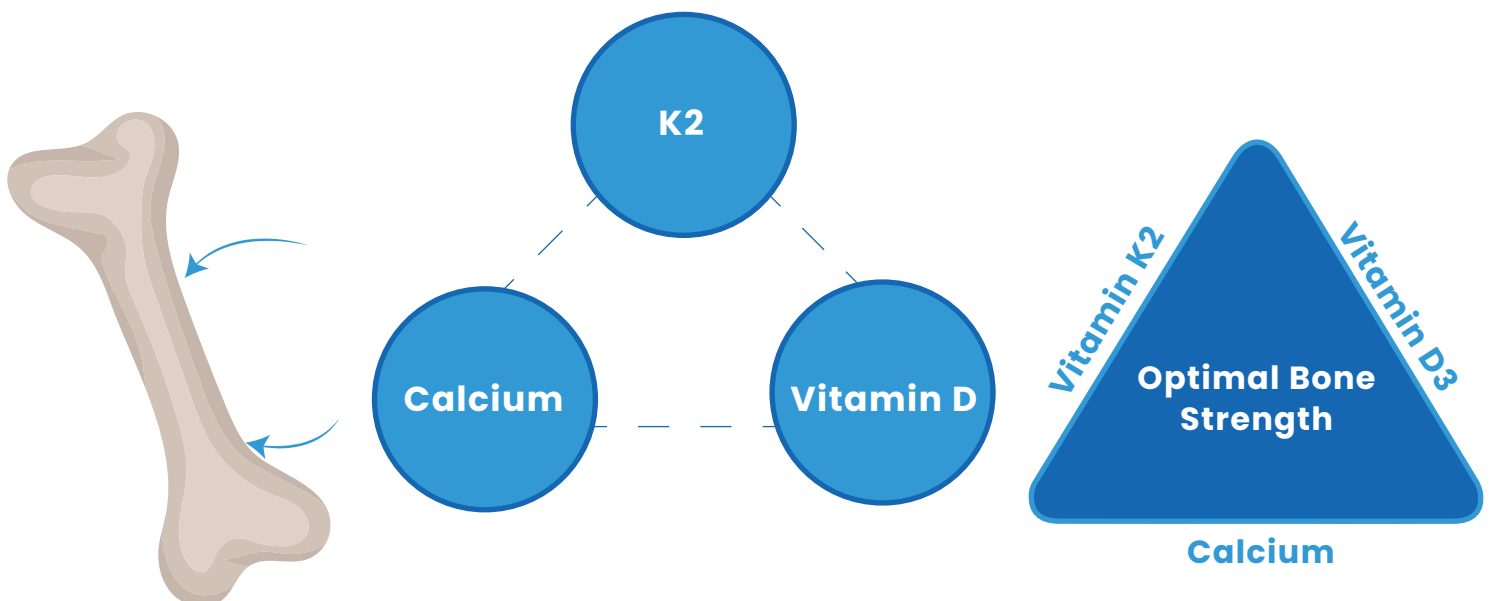 K2
Calcium
Vitamin D
Vitamin K2
Vitamin D3
Optimal Bone
Strength
Calcium